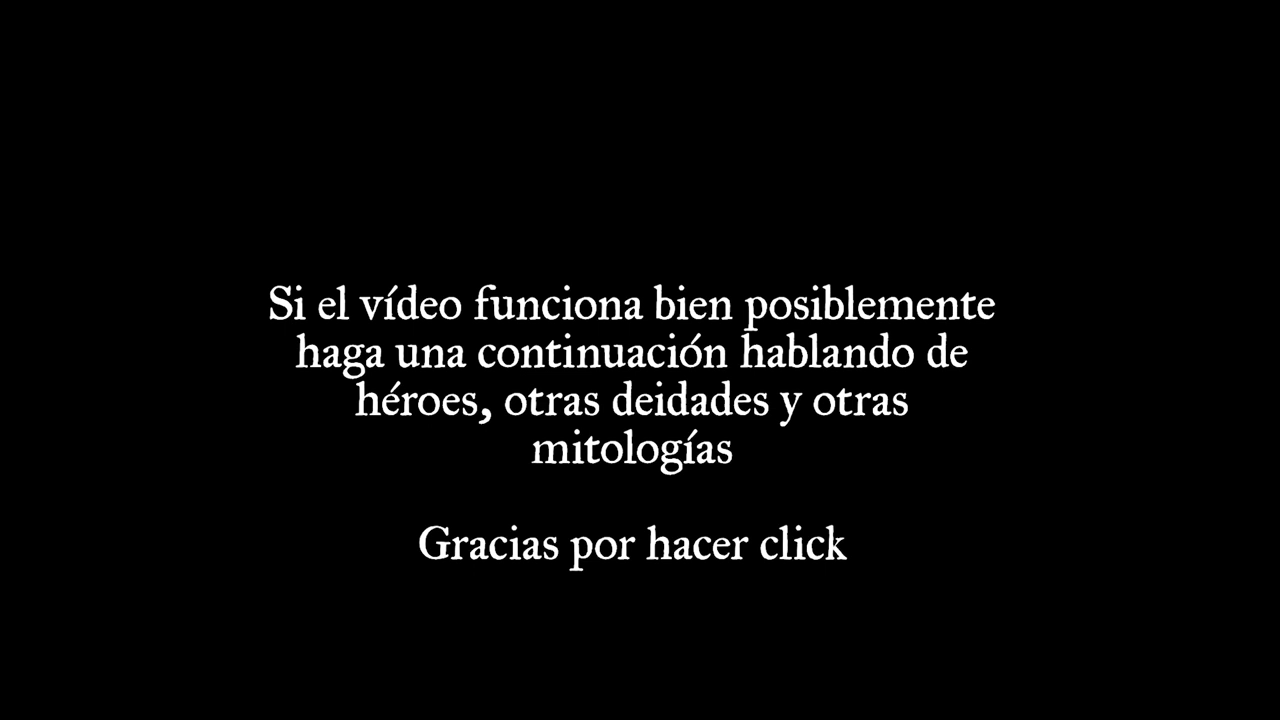 Si el vídeo funciona bien posiblemente
haga una continuación hablando de
héroes, otras deidades y otras
mitologías
Gracias por hacer click